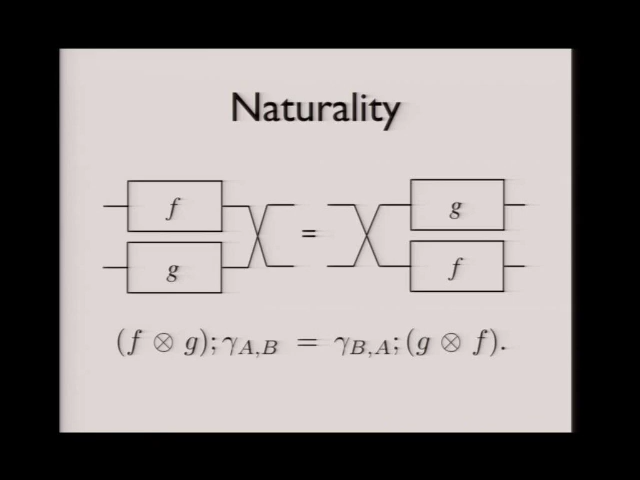 Naturality
f = g
g f
(f ⊗ g); γ_{A,B} = γ_{B,A}; (g ⊗ f).